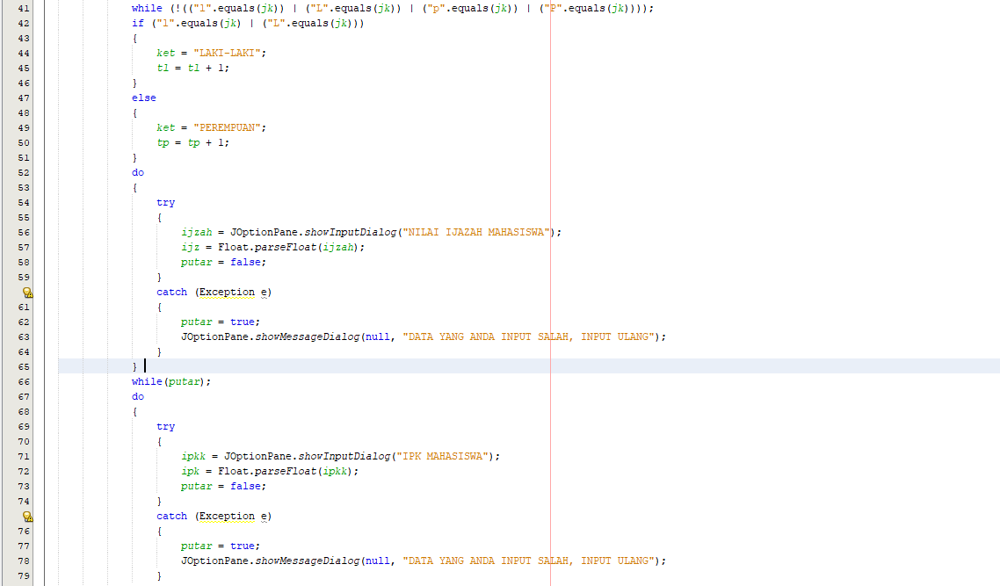 41 while (!(("l".equals(jk)) | ("L".equals(jk)) | ("p".equals(jk)) | ("P".equals(jk))));
42 if ("l".equals(jk) | ("L".equals(jk)))
43 {
44 ket = "LAKI-LAKI";
45 tl = tl + 1;
46 }
47 else
48 {
49 ket = "PEREMPUAN";
50 tp = tp + 1;
51 }
52 do
53 {
54 try
55 {
56 ijzah = JOptionPane.showInputDialog("NILAI IJAZAH MAHASISWA");
57 ijz = Float.parseFloat(ijzah);
58 putar = false;
59 }
catch (Exception e)
61 {
62 putar = true;
63 JOptionPane.showMessageDialog(null, "DATA YANG ANDA INPUT SALAH, INPUT ULANG");
64 }
65 }
66 while(putar);
67 do
68 {
69 try
70 {
71 ipkk = JOptionPane.showInputDialog("IPK MAHASISWA");
72 ipk = Float.parseFloat(ipkk);
73 putar = false;
74 }
catch (Exception e)
76 {
77 putar = true;
78 JOptionPane.showMessageDialog(null, "DATA YANG ANDA INPUT SALAH, INPUT ULANG");
79 }